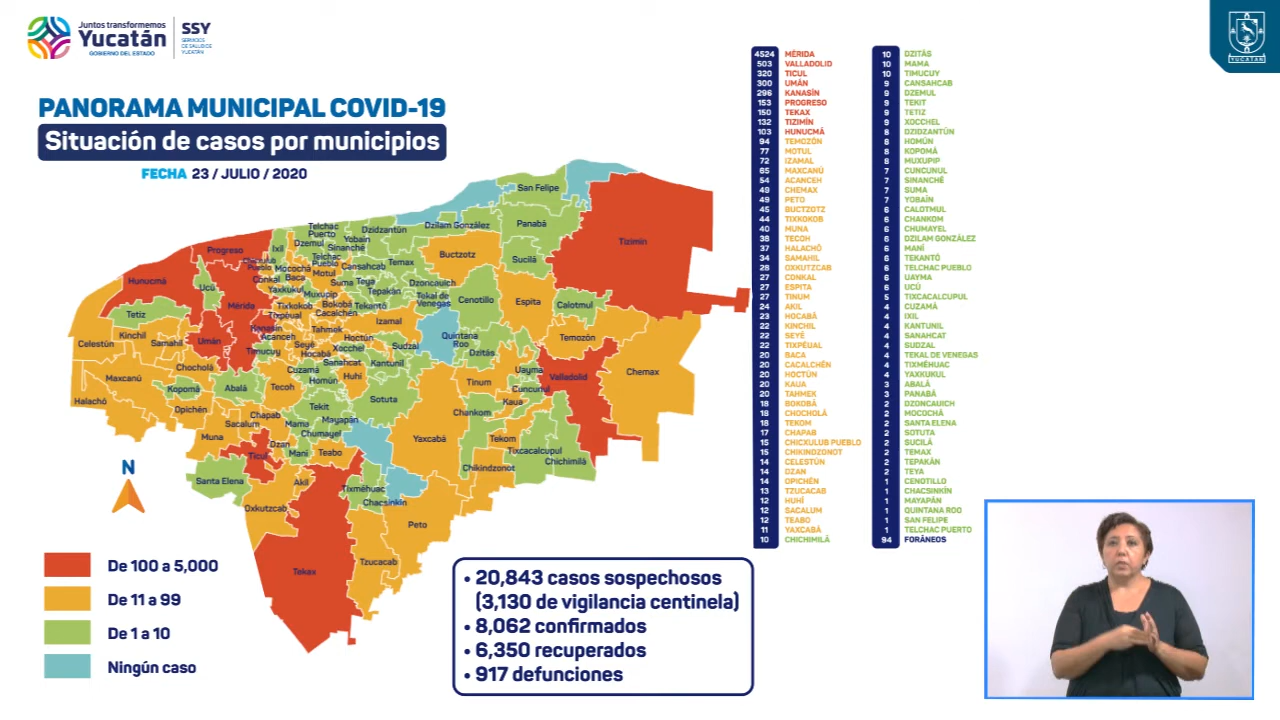 Juntos transformemos
Yucatán
GOBIERNO DEL ESTADO
SSY
SERVICIOS
DE SALUD DE
YUCATÁN
YUCATÁN
PANORAMA MUNICIPAL COVID-19
Situación de casos por municipios
FECHA 23 / JULIO / 2020
4524 MÉRIDA
503 VALLADOLID
320 TICUL
300 UMÁN
296 KANASÍN
153 PROGRESO
150 TEKAX
132 TIZIMÍN
103 HUNUCMÁ
94 TEMOZÓN
77 MOTUL
72 IZAMAL
65 MAXCANÚ
54 ACANCEH
49 CHEMAX
49 PETO
45 BUCTZOTZ
44 TIXKOKOB
40 MUNA
38 TECOH
37 HALACHÓ
34 SAMAHIL
28 OXKUTZCAB
27 CONKAL
27 ESPITA
27 TINUM
24 AKIL
23 HOCABÁ
22 KINCHIL
22 SEYÉ
22 TIXPÉUAL
20 BACA
20 CACALCHÉN
20 HOCTÚN
20 KAUA
20 TAHMEK
18 BOKOBÁ
18 CHOCHOLÁ
18 TEKOM
17 CHAPAB
15 CHICXULUB PUEBLO
15 CHIKINDZONOT
14 CELESTÚN
14 DZAN
14 OPICHÉN
13 TZUCACAB
12 HUHÍ
12 SACALUM
12 TEABO
11 YAXCABÁ
10 CHICHIMILÁ
10 DZITÁS
10 MAMA
10 TIMUCUY
9 CANSAHCAB
9 DZEMUL
9 TEKIT
9 TETIZ
9 XOCCHEL
8 DZIDZANTÚN
8 HOMÚN
8 KOPOMÁ
8 MUXUPIP
7 CUNCUNUL
7 SINANCHÉ
7 SUMA
7 YOBAÍN
6 CALOTMUL
6 CHANKOM
6 CHUMAYEL
6 DZILAM GONZÁLEZ
6 MANÍ
6 TEKANTÓ
6 TELCHAC PUEBLO
6 UAYMA
6 UCÚ
5 TIXCACALCUPUL
4 CUZAMÁ
4 IXIL
4 KANTUNIL
4 SANAHCAT
4 SUDZAL
4 TEKAL DE VENEGAS
4 TIXMÉHUAC
4 YAXKUKUL
3 ABALÁ
3 PANABÁ
2 DZONCAUICH
2 MOCOCHÁ
2 SANTA ELENA
2 SOTUTA
2 SUCILÁ
2 TEMAX
2 TEPAKÁN
2 TEYA
1 CENOTILLO
1 CHACSINKÍN
1 MAYAPÁN
1 QUINTANA ROO
1 SAN FELIPE
1 TELCHAC PUERTO
94 FORÁNEOS
San Felipe
Panabá
Tizimín
Dzilam González
Telchac
Puerto
Dzidzantún
Yobaín
Sinanché
Dzemul
Ixil
Progreso
Telchac
Pueblo
Temax
Cansahcab
Buctzotz
Sucilá
Chicxulub
Pueblo
Mocochá
Motul
Baca
Conkal
Hunucmá
Ucú
Suma
Teya
Dzoncauich
Yaxkukul
Muxupip
Tepakán
Tekal de
Venegas
Cenotillo
Espita
Calotmul
Mérida
Tixkokob
Bokobá
Tekantó
Cacalchén
Tixpéual
Izamal
Tetiz
Kinchil
Celestún
Samahil
Umán
Kanasín
Acanceh
Tahmek
Hoctún
Seyé
Xocchel
Hocabá
Timucuy
Sudzal
Quintana
Roo
Dzitás
Temozón
Chocholá
Sanahcat
Kantunil
Cuzamá
Huhí
Homún
Uayma
Valladolid
Chemax
Maxcanú
Kopomá
Abalá
Tecoh
Tinum
Cuncunul
Kaua
Halachó
Opichén
Sotuta
Tekit
Chankom
Chapab
Sacalum
Mama
Mayapán
Chumayel
Muna
Yaxcabá
Tekom
Tixcacalcupul
Dzan
Maní
Teabo
Ticul
Chichimilá
Chikindzonot
Santa Elena
Akil
Tixméhuac
Chacsinkín
Oxkutzcab
Peto
Tzucacab
Tekax
N
De 100 a 5,000
De 11 a 99
De 1 a 10
Ningún caso
• 20,843 casos sospechosos
(3,130 de vigilancia centinela)
• 8,062 confirmados
• 6,350 recuperados
• 917 defunciones